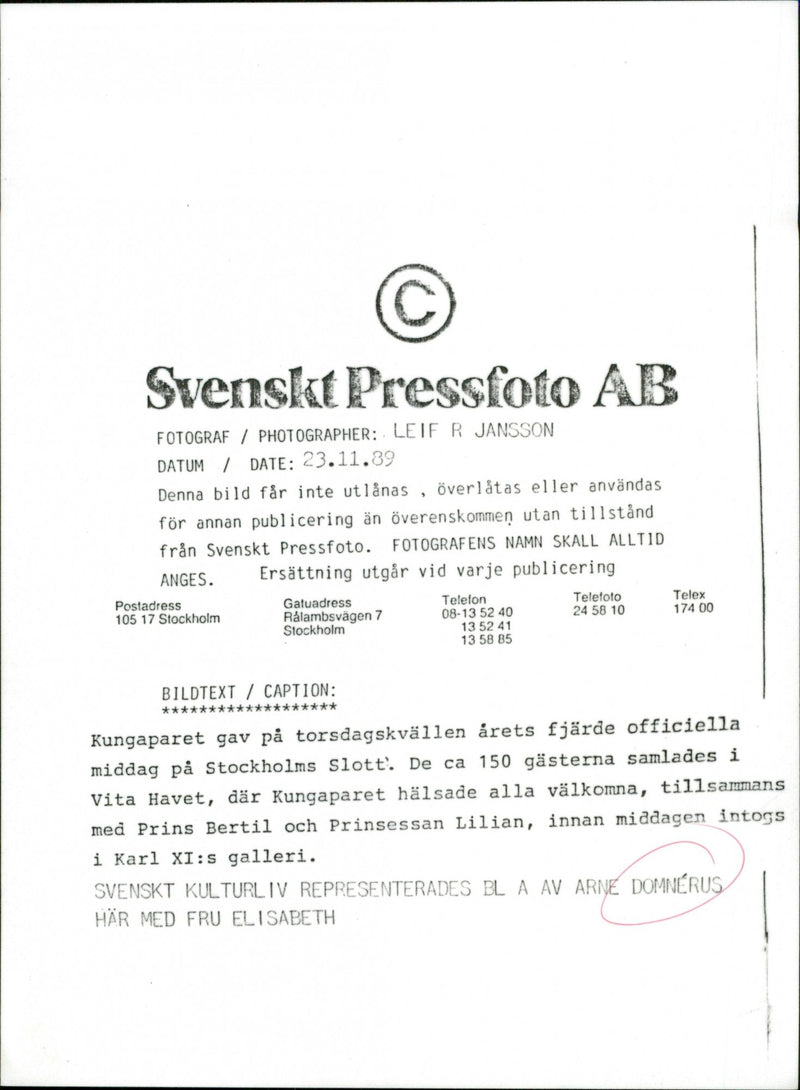 ©
Svenskt Pressfoto AB
FOTOGRAF / PHOTOGRAPHER: LEIF R JANSSON
DATUM / DATE: 23.11.89
Denna bild får inte utlånas , överlåtas eller användas
för annan publicering än överenskommen utan tillstånd
från Svenskt Pressfoto. FOTOGRAFENS NAMN SKALL ALLTID
ANGES. Ersättning utgår vid varje publicering
Postadress Gatuadress Telefon Telefoto Telex
105 17 Stockholm Rålambsvägen 7 08-13 52 40 24 58 10 174 00
Stockholm 13 52 41
13 58 85
BILDTEXT / CAPTION:
*******************
Kungaparet gav på torsdagskvällen årets fjärde officiella
middag på Stockholms Slott. De ca 150 gästerna samlades i
Vita Havet, där Kungaparet hälsade alla välkomna, tillsammans
med Prins Bertil och Prinsessan Lilian, innan middagen intogs
i Karl XI:s galleri.
SVENSKT KULTURLIV REPRESENTERADES BL A AV ARNE DOMNÉRUS
HÄR MED FRU ELISABETH